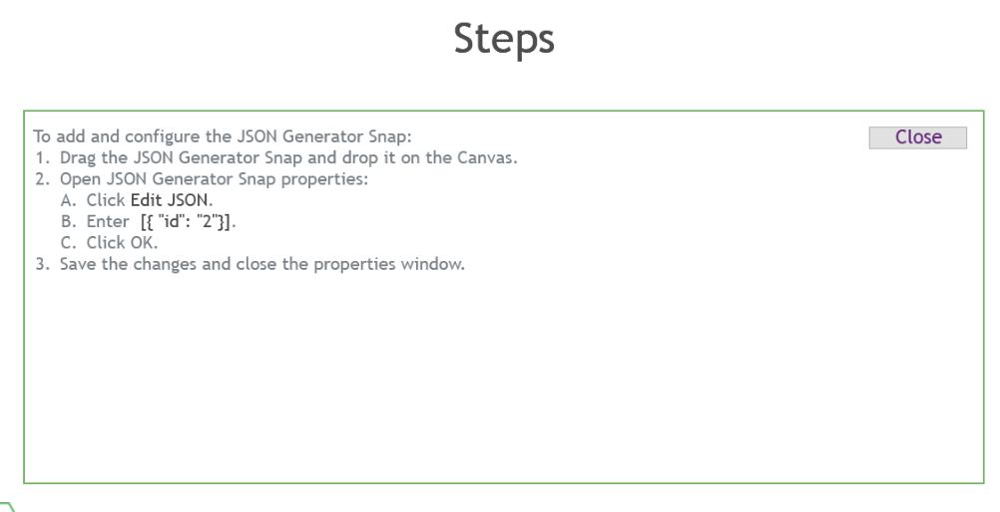 Steps
To add and configure the JSON Generator Snap:
Close
1. Drag the JSON Generator Snap and drop it on the Canvas.
2. Open JSON Generator Snap properties:
A. Click Edit JSON.
B. Enter [{ "id": "2"}].
C. Click OK.
3. Save the changes and close the properties window.